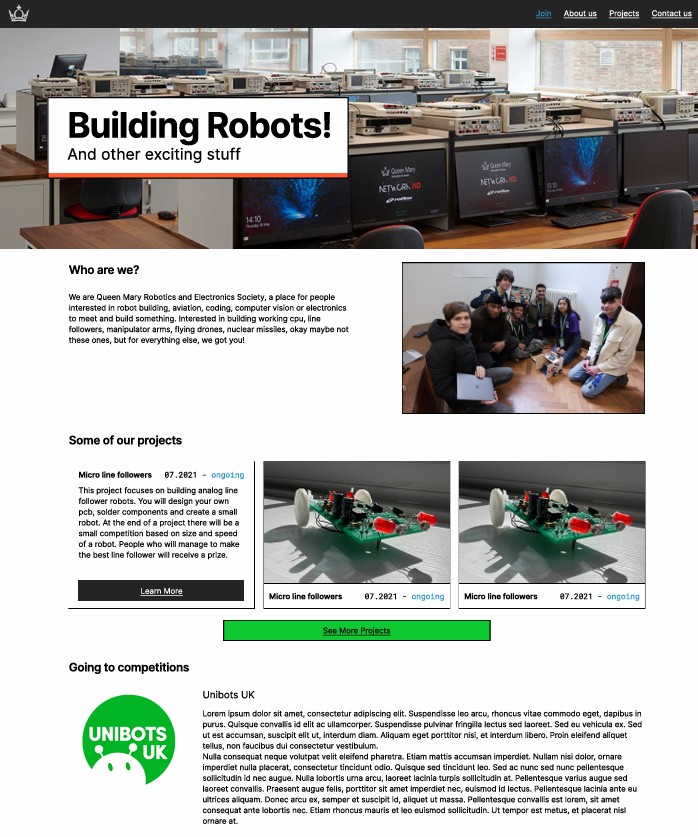 Join About us Projects Contact us
Building Robots!
And other exciting stuff
Queen Mary
NETWORK HD
Queen Mary
NETWORK HD
14:10
13:10
Who are we?
We are Queen Mary Robotics and Electronics Society, a place for people
interested in robot building, aviation, coding, computer vision or electronics
to meet and build something. Interested in building working cpu, line
followers, manipulator arms, flying drones, nuclear missiles, okay maybe not
these ones, but for everything else, we got you!
Some of our projects
Micro line followers 07.2021 - ongoing
This project focuses on building analog line
follower robots. You will design your own
pcb, solder components and create a small
robot. At the end of a project there will be a
small competition based on size and speed
of a robot. People who will manage to make
the best line follower will receive a prize.
Learn More
Micro line followers 07.2021 - ongoing
Micro line followers 07.2021 - ongoing
See More Projects
Going to competitions
UNIBOTS
UK
Unibots UK
Lorem ipsum dolor sit amet, consectetur adipiscing elit. Suspendisse leo arcu, rhoncus vitae commodo eget, dapibus in
purus. Quisque convallis id elit ac ullamcorper. Suspendisse pulvinar fringilla lectus sed laoreet. Sed eu vehicula ex. Sed
ut est accumsan, suscipit elit ut, interdum diam. Aliquam eget porttitor nisi, et interdum libero. Proin eleifend aliquet
tellus, non faucibus dui consectetur vestibulum.
Nulla consequat neque volutpat velit eleifend pharetra. Etiam mattis accumsan imperdiet. Nullam nisi dolor, ornare
imperdiet nulla placerat, consectetur tincidunt odio. Quisque sed tincidunt leo. Sed ac nunc sed nunc pellentesque
sollicitudin id nec augue. Nulla lobortis urna arcu, laoreet lacinia turpis sollicitudin at. Pellentesque varius augue sed
laoreet convallis. Praesent augue felis, porttitor sit amet imperdiet nec, euismod id lectus. Pellentesque lacinia ante eu
ultrices aliquam. Donec arcu ex, semper et suscipit id, aliquet ut massa. Pellentesque convallis est lorem, sit amet
consequat ante lobortis nec. Etiam rhoncus mauris et leo euismod sollicitudin. Ut tempor est metus, et placerat nisl
ornare at.